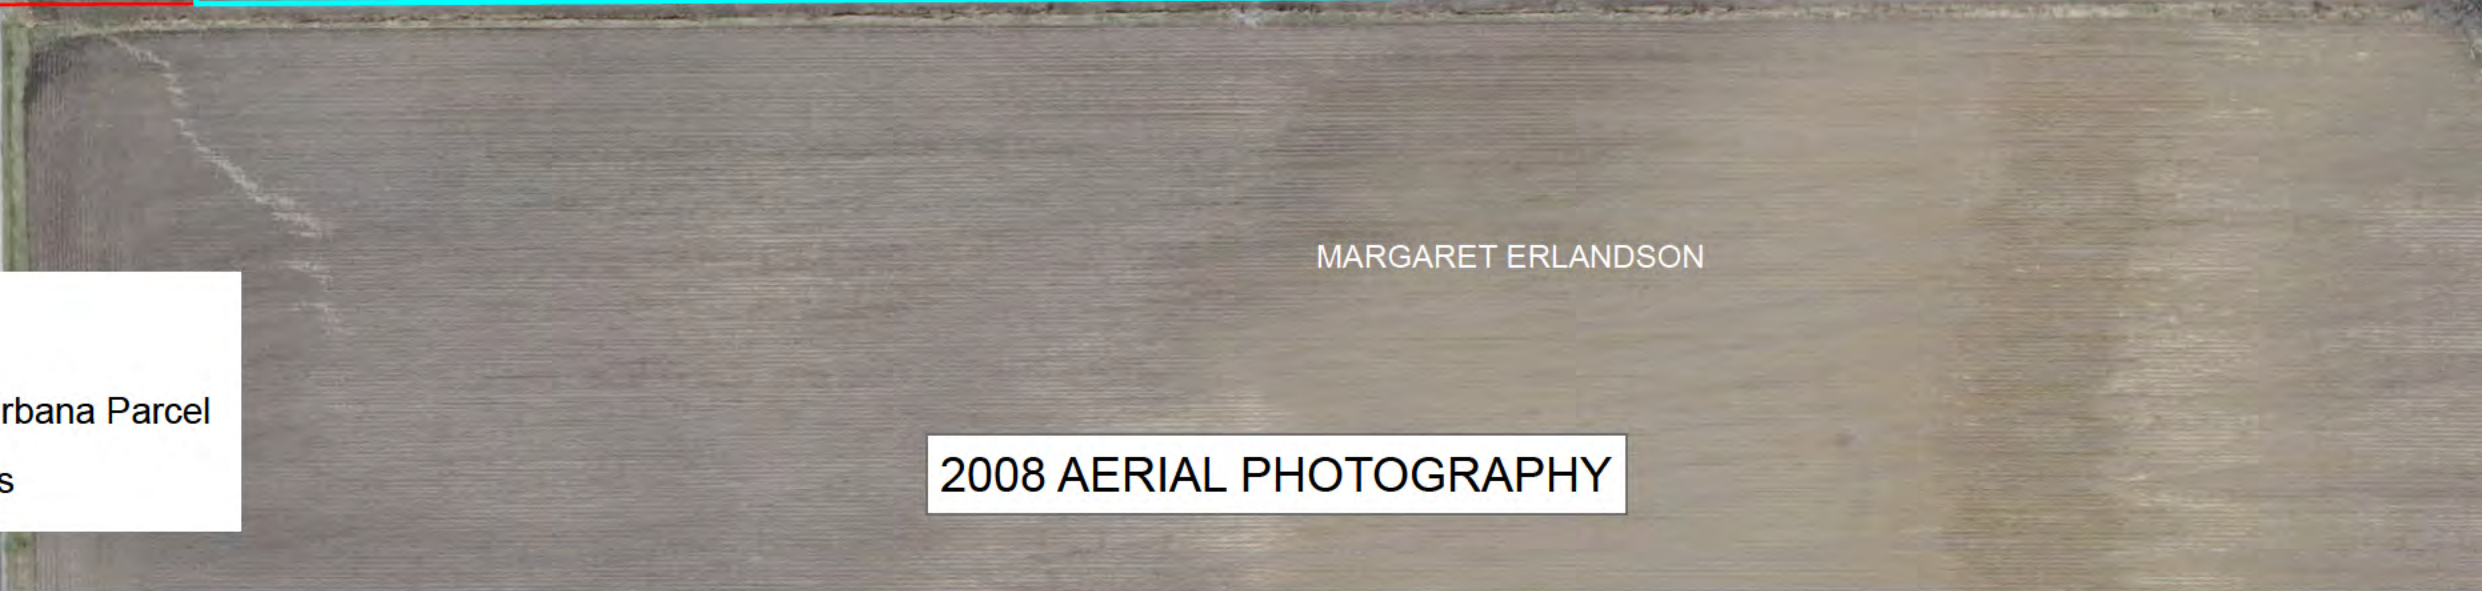 MARGARET ERLANDSON
rbana Parcel
2008 AERIAL PHOTOGRAPHY
s